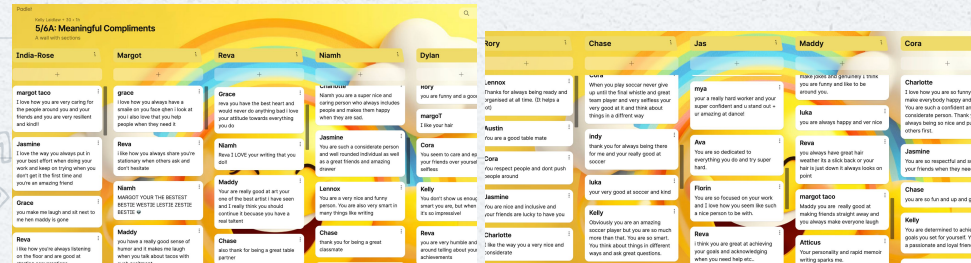 Padlet
Kelly Laidlaw • 30 • 7h
5/6A: Meaningful Compliments
A wall with sections
India-Rose
margot taco
I love how you are very caring for
the people around you and your
friends and you are very resilient
and kind!!
Jasmine
I love the way you always put in
your best effort when doing your
work and keep on trying when you
don't get it the first time and
you're an amazing friend
Grace
you make me laugh and sit next to
me hen maddy is gone
Reva
I like how you're always listening
on the floor and are good at
Margot
grace
i love how you always have a
smaile on you face qhen i look at
you i also love that you help
people when they need it
Reva
I like how you always share you're
stationery when others ask and
don't hesitate
Niamh
MARGOT YOUR THE BESTEST
BESTIE WESTIE LESTIE ZESTIE
BESTIE
Maddy
you have a really good sense of
humor and it makes me laugh
when you talk about tacos with
Reva
Grace
reva you have the best heart and
would never do anything bad i love
your atitude towards everything
you do
Niamh
Reva I LOVE your writing that you
do!!
Maddy
Your are really good at art your
one of the best artist i have seen
and I really think you should
continue it because you have a
real talent
Chase
thank you for being a great table
partner
Niamh
Charlotte
Niamh you are a super nice and
caring person who always includes
people and makes them happy
when they are sad.
Jasmine
You are such a considerate person
and well rounded individual as well
as a great friends and amazing
drawer
Lennox
You are a very nice and funny
person. You are also very smart in
many things like writing
Chase
thank you for being a great
classmate
Dylan
Rory
you are funny and a goo
margoT
I like your hair
Cora
You seem to care and es
your friends over yoursel
treated
Kelly
You don't show us enoug
smart you are, but when
it's so impressive!
Reva
you are very humble and
around telling about your
achievements
Rory
Lennox
Thanks for always being ready and
organised at all time. (It helps a
lot)
Austin
You are a good table mate
Cora
You respect people and dont push
people around
Jasmine
You are nice and inclusive and
your friends are lucky to have you
Charlotte
I like the way you a very nice and
considerate
Chase
Cora
When you play soccer never give
up until the final whistle and great
team player and very selfless your
very good at it and think about
things in a diffrent way
indy
thank you for always being there
for me and your really good at
soccer
luka
your very good at soccer and kind
Kelly
Obviously you are an amazing
soccer player but you are so much
more than that. You are so smart.
You think about things in different
ways and ask great questions.
Jas
mya
your a really hard worker and your
super confident and u stand out +
ur amazing at dance!
Ava
You are so dedicated to
everything you do and try super
hard.
Florin
You are so focused on your work
and I love how you seem like such
a nice person to be with.
Reva
i think you are great at achieving
your goals and acknowledging
when you need help etc..
Maddy
make jokes and genuinely I think
you are funny and like to be
around you.
luka
you are always happy and ver nice
Reva
you always have great hair
weather its a slick back or your
hair is just down it always looks on
point
margot taco
Maddy you are really good at
making friends straight away and
you always make everyone laugh
Atticus
Your personality and rapid memoir
writing sparks me.
Cora
Charlotte
I love how you are so funny
make everybody happy and
considerate person. Thank
always being so nice and pu
others first.
Jasmine
You are so respectful and a
Chase
you are so fun and up and g
Kelly
You are determined to achie
goals you set for yourself. Y
a passionate and loyal frien